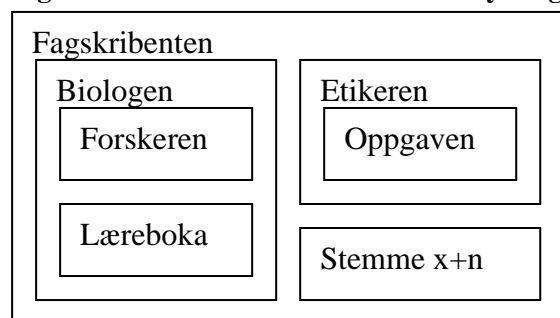 Fagskribenten
Biologen
Forskeren
Læreboka
Etikeren
Oppgaven
Stemme x+n